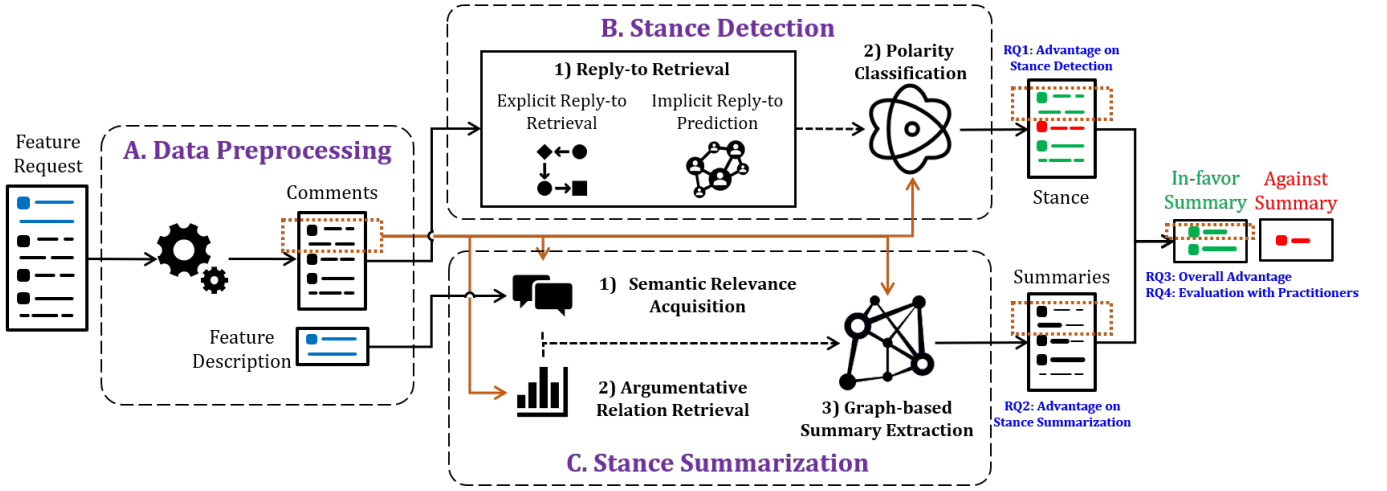 Feature
Request
A. Data Preprocessing
Comments
Feature
Description
B. Stance Detection
1) Reply-to Retrieval
Explicit Reply-to
Retrieval
Implicit Reply-to
Prediction
2) Polarity
Classification
1) Semantic Relevance
Acquisition
2) Argumentative
Relation Retrieval
3) Graph-based
Summary Extraction
C. Stance Summarization
RQ1: Advantage on
Stance Detection
Stance
Summaries
RQ2: Advantage on
Stance Summarization
In-favor
Summary
Against
Summary
RQ3: Overall Advantage
RQ4: Evaluation with Practitioners